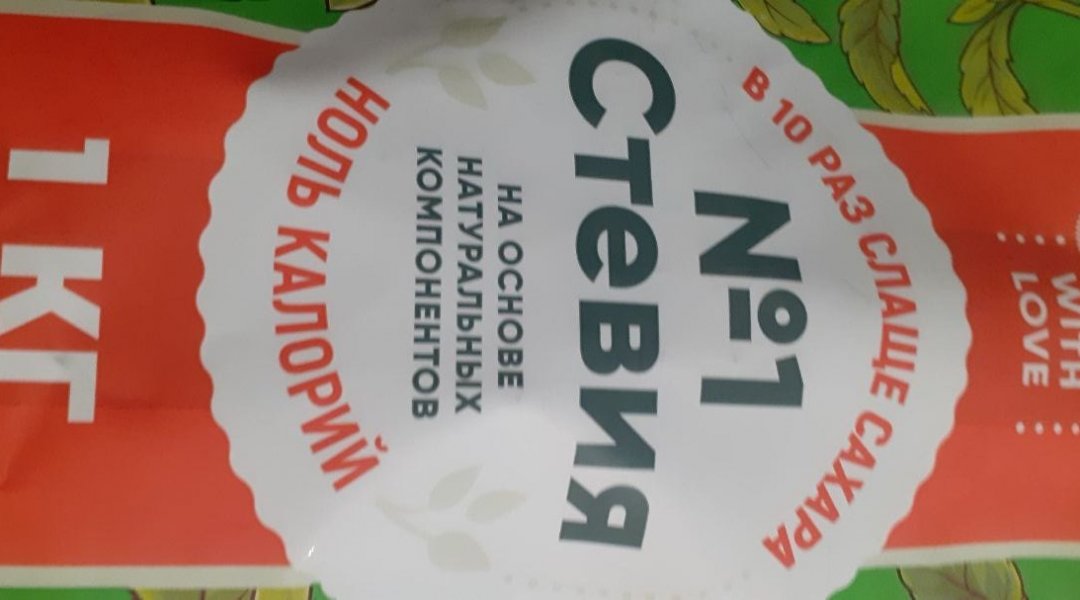 WITH
LOVE
В 10 РАЗ СЛАЩЕ САХАРА
№1
Стевия
НА ОСНОВЕ
НАТУРАЛЬНЫХ
КОМПОНЕНТОВ
НОЛЬ КАЛОРИЙ
1 КГ